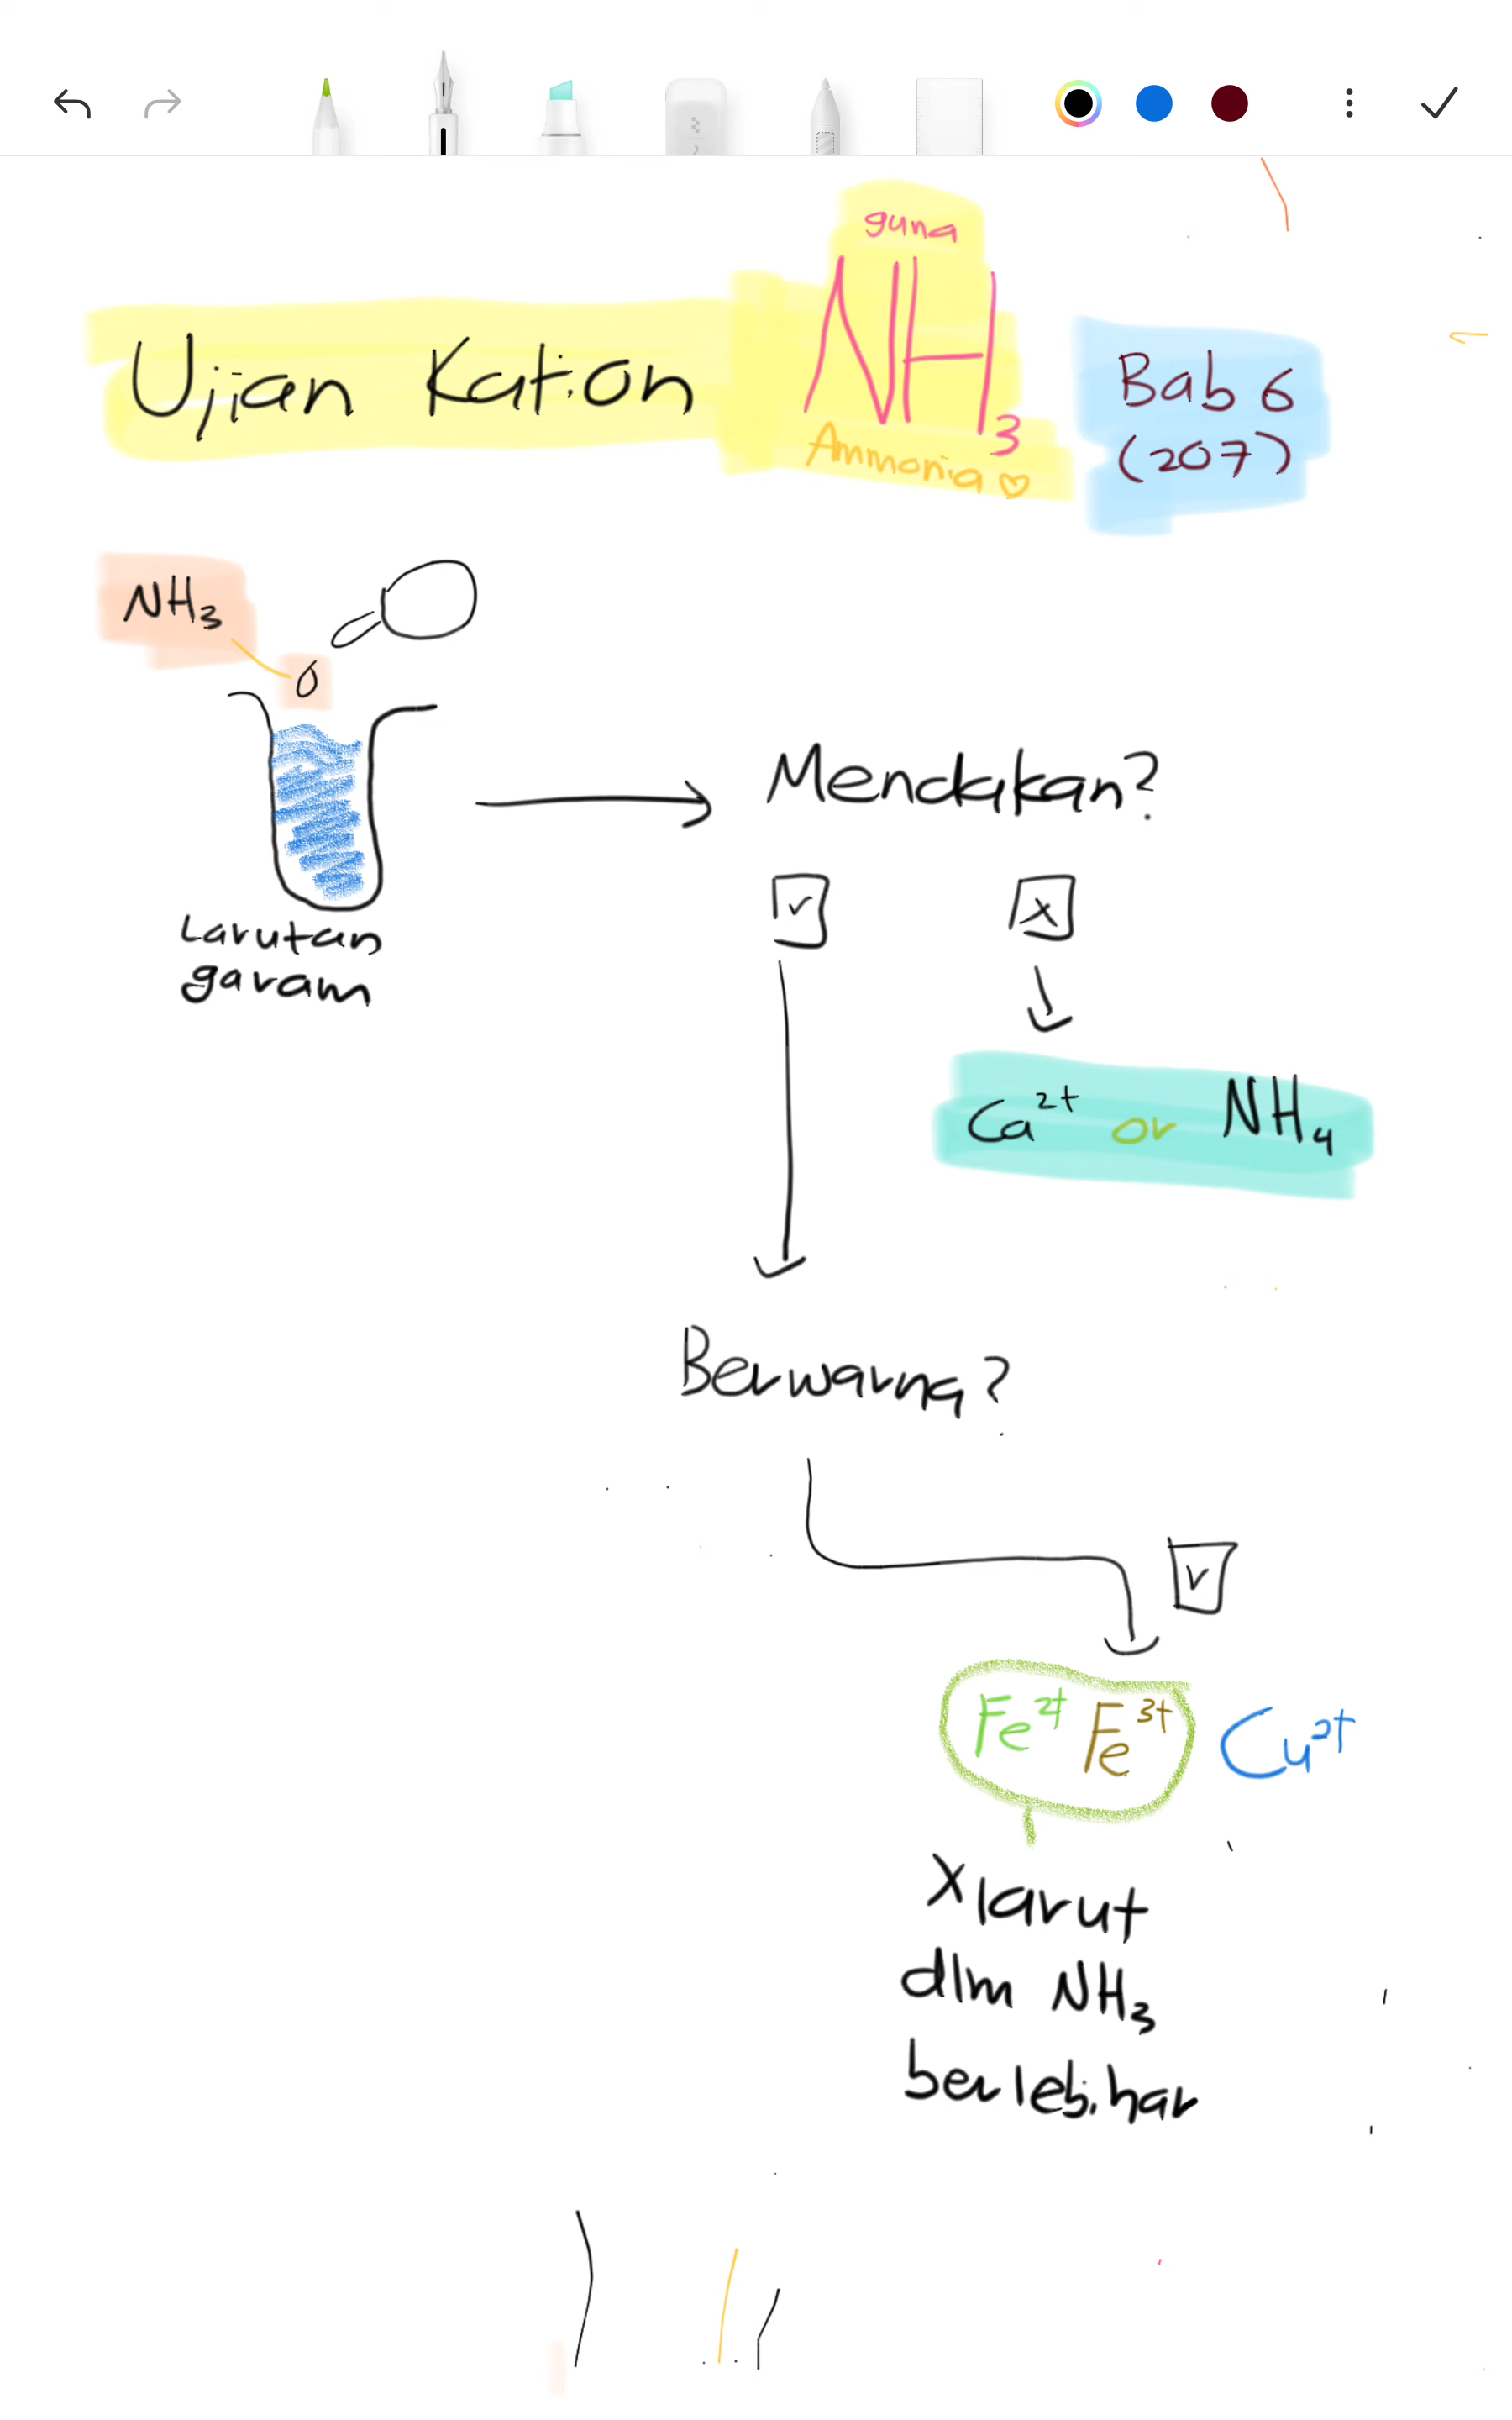 guna
Ujian Kation NH₃
Ammonia ♡
Bab 6
(207)
NH₃
Larutan
garam
Mendakan?
✓ X
Ca²⁺ or NH₄
Berwarna?
✓
Fe²⁺ Fe³⁺ Cu²⁺
X larut
dlm NH₃
berlebihan